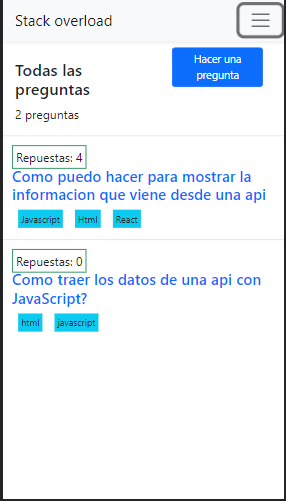 Stack overload
Todas las
preguntas
Hacer una
pregunta
2 preguntas
Repuestas: 4
Como puedo hacer para mostrar la
informacion que viene desde una api
Javascript Html React
Repuestas: 0
Como traer los datos de una api con
JavaScript?
html javascript